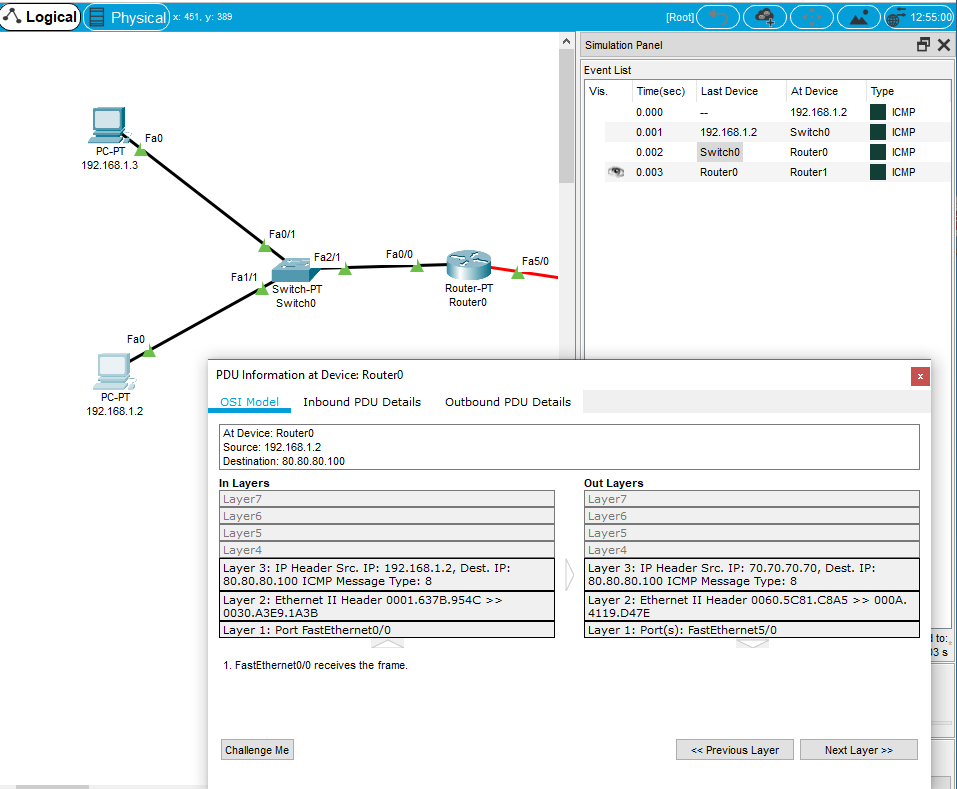 Logical
Physical
x: 451, y: 389
[Root]
12:55:00
Simulation Panel
Event List
Vis. Time(sec) Last Device At Device Type
0.000 -- 192.168.1.2 ICMP
0.001 192.168.1.2 Switch0 ICMP
0.002 Switch0 Router0 ICMP
0.003 Router0 Router1 ICMP
Fa0
PC-PT
192.168.1.3
Fa0/1
Fa2/1
Fa0/0
Fa5/0
Fa1/1
Switch-PT
Switch0
Router-PT
Router0
Fa0
PC-PT
192.168.1.2
PDU Information at Device: Router0
x
OSI Model
Inbound PDU Details
Outbound PDU Details
At Device: Router0
Source: 192.168.1.2
Destination: 80.80.80.100
In Layers
Layer7
Layer6
Layer5
Layer4
Layer 3: IP Header Src. IP: 192.168.1.2, Dest. IP:
80.80.80.100 ICMP Message Type: 8
Layer 2: Ethernet II Header 0001.637B.954C >>
0030.A3E9.1A3B
Layer 1: Port FastEthernet0/0
Out Layers
Layer7
Layer6
Layer5
Layer4
Layer 3: IP Header Src. IP: 70.70.70.70, Dest. IP:
80.80.80.100 ICMP Message Type: 8
Layer 2: Ethernet II Header 0060.5C81.C8A5 >> 000A.
4119.D47E
Layer 1: Port(s): FastEthernet5/0
1. FastEthernet0/0 receives the frame.
Challenge Me
<< Previous Layer
Next Layer >>
to:
s